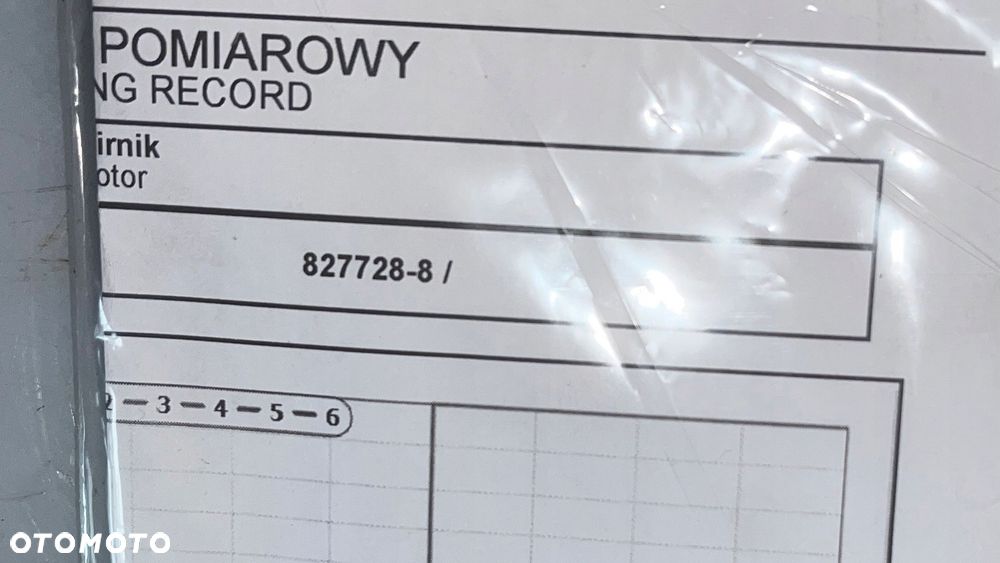 POMIAROWY
NG RECORD
irnik
otor
827728-8 /
2 – 3 – 4 – 5 – 6
OTOMOTO